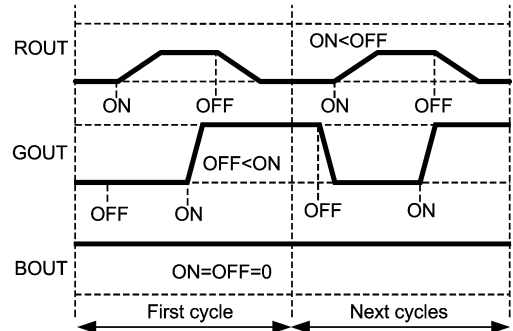 ROUT
ON<OFF
ON OFF ON OFF
GOUT
OFF<ON
OFF ON OFF ON
BOUT
ON=OFF=0
First cycle Next cycles